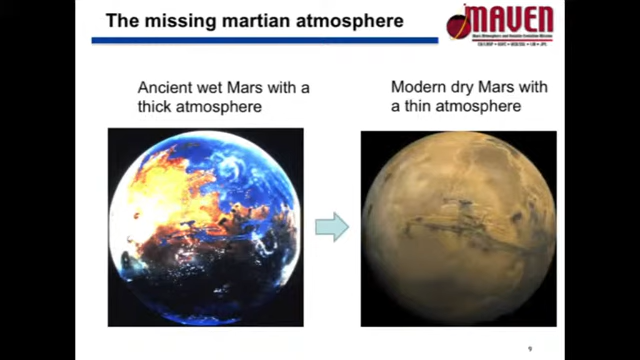 The missing martian atmosphere
MAVEN
Ancient wet Mars with a
thick atmosphere
Modern dry Mars with
a thin atmosphere
9